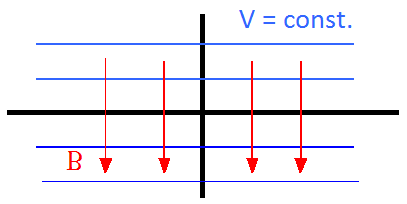 V = const.
B